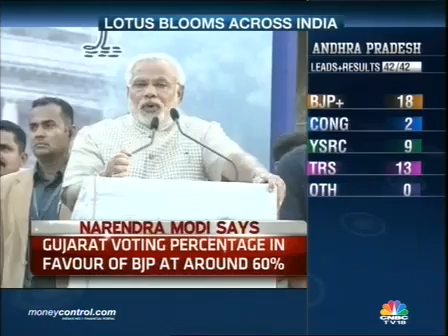 LOTUS BLOOMS ACROSS INDIA
ANDHRA PRADESH
LEADS+RESULTS 42/42
BJP+ 18
CONG 2
YSRC 9
TRS 13
OTH 0
NARENDRA MODI SAYS
GUJARAT VOTING PERCENTAGE IN
FAVOUR OF BJP AT AROUND 60%
moneycontrol.com
CNBC
TV18